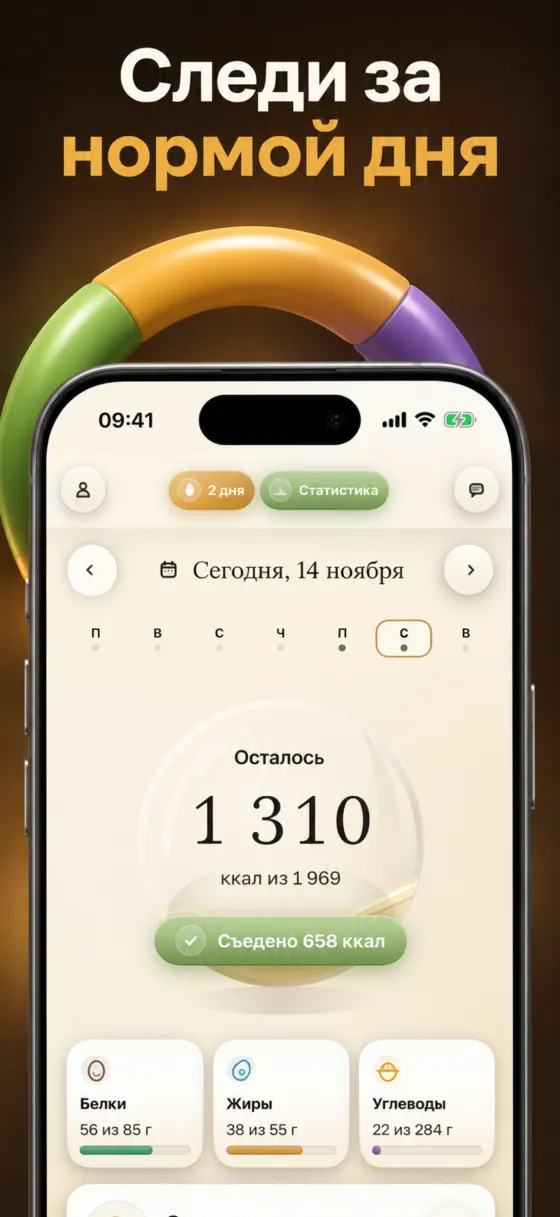 Следи за
нормой дня
09:41
2 дня
Статистика
Сегодня, 14 ноября
П В С Ч П С В
Осталось
1 310
ккал из 1 969
Съедено 658 ккал
Белки
56 из 85 г
Жиры
38 из 55 г
Углеводы
22 из 284 г